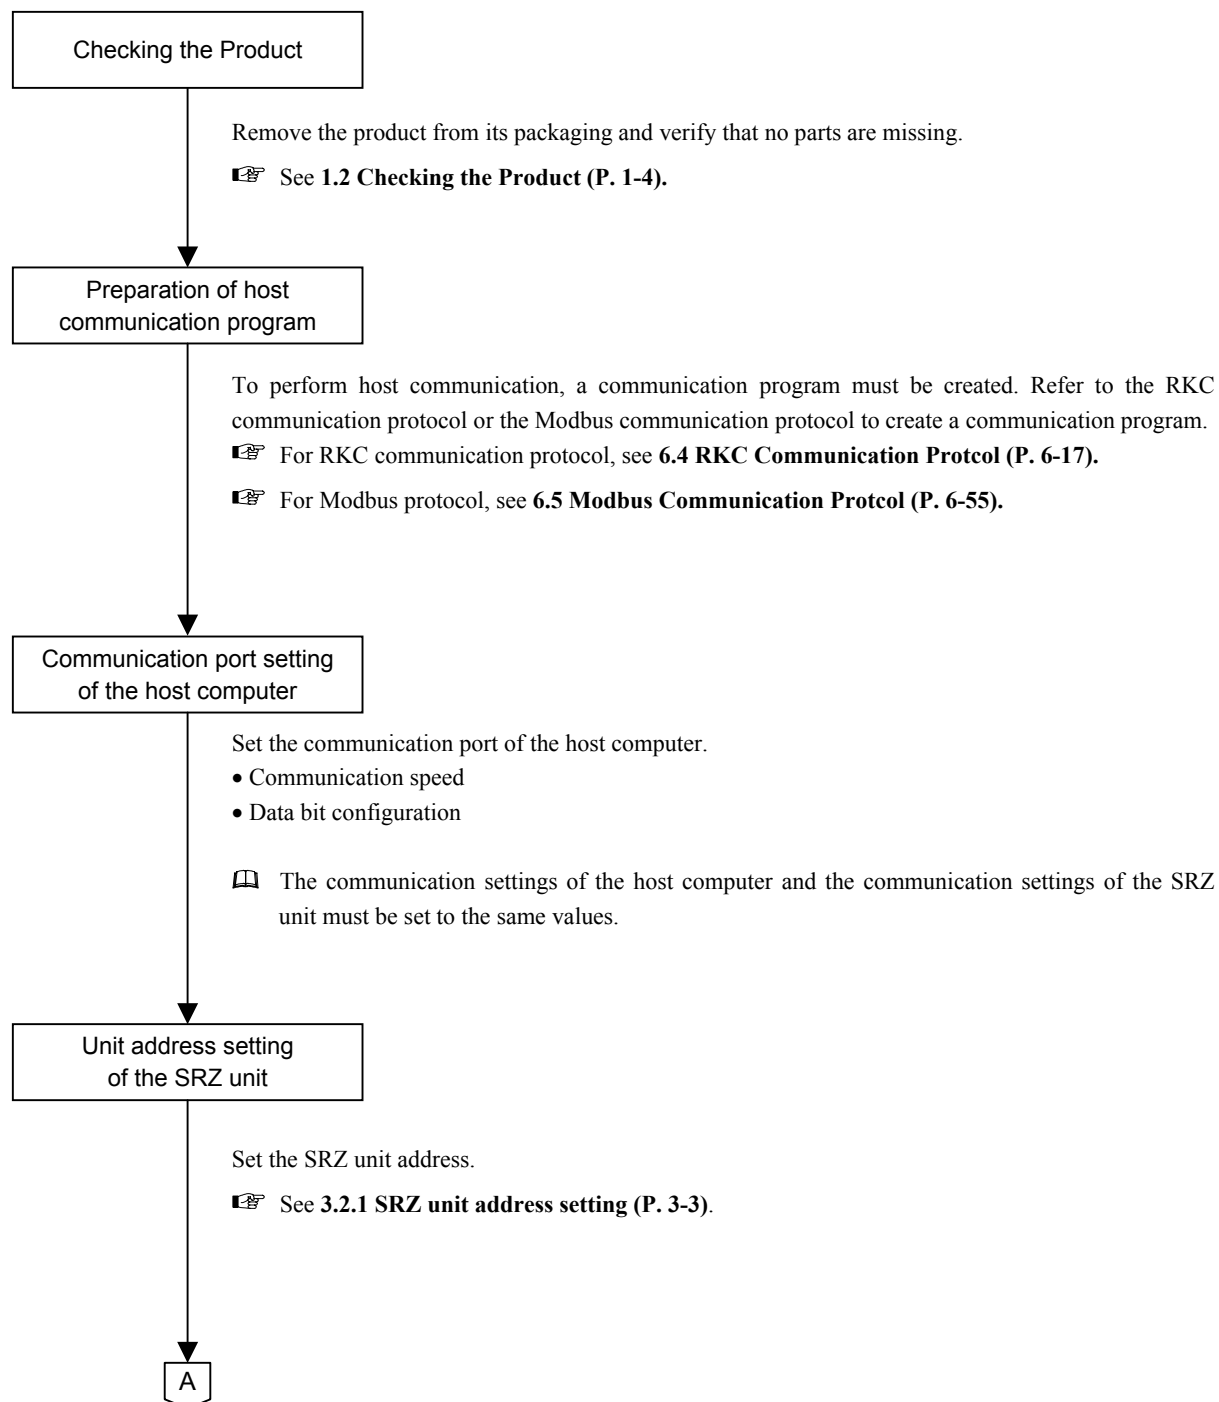 Checking the Product
Remove the product from its packaging and verify that no parts are missing.
☞ See 1.2 Checking the Product (P. 1-4).
Preparation of host
communication program
To perform host communication, a communication program must be created. Refer to the RKC
communication protocol or the Modbus communication protocol to create a communication program.
☞ For RKC communication protocol, see 6.4 RKC Communication Protcol (P. 6-17).
☞ For Modbus protocol, see 6.5 Modbus Communication Protcol (P. 6-55).
Communication port setting
of the host computer
Set the communication port of the host computer.
• Communication speed
• Data bit configuration
The communication settings of the host computer and the communication settings of the SRZ
unit must be set to the same values.
Unit address setting
of the SRZ unit
Set the SRZ unit address.
☞ See 3.2.1 SRZ unit address setting (P. 3-3).
A